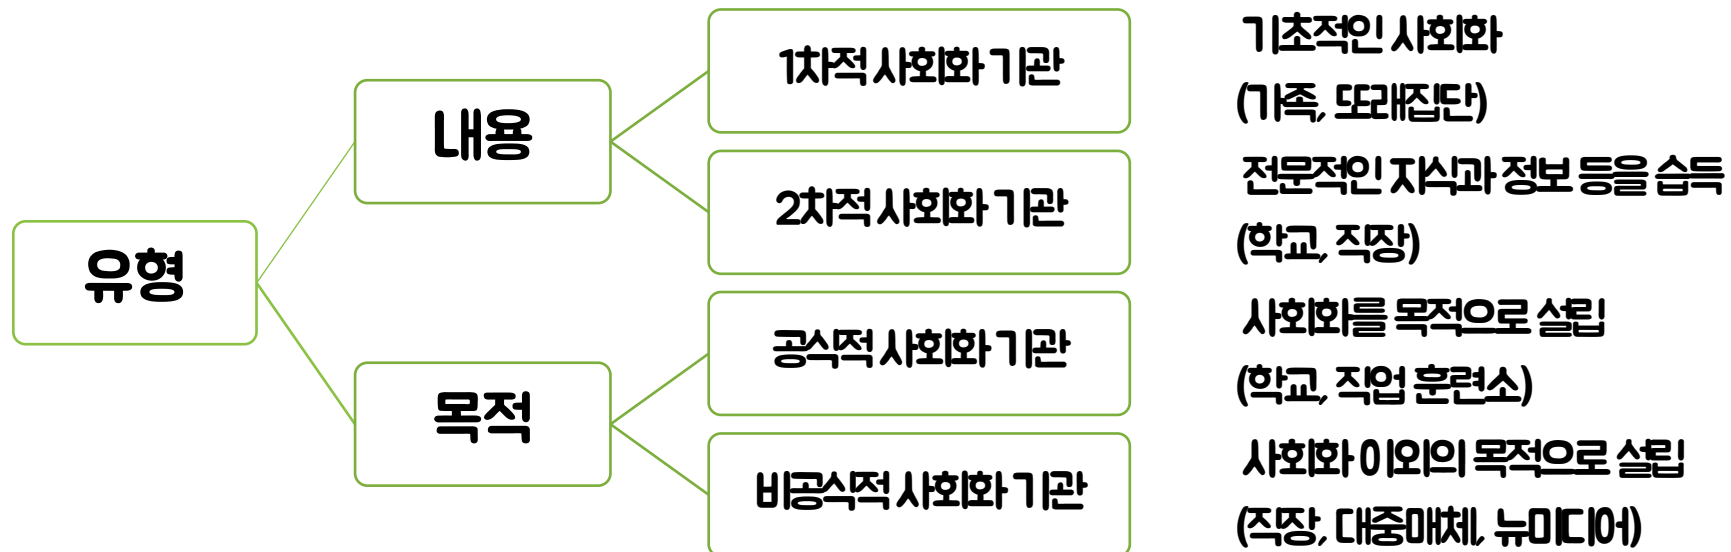 유형
내용
1차적 사회화 기관
기초적인 사회화
(가족, 또래집단)
2차적 사회화 기관
전문적인 지식과 정보 등을 습득
(학교, 직장)
목적
공식적 사회화 기관
사회화를 목적으로 설립
(학교, 직업 훈련소)
비공식적 사회화 기관
사회화 이외의 목적으로 설립
(직장, 대중매체, 뉴미디어)